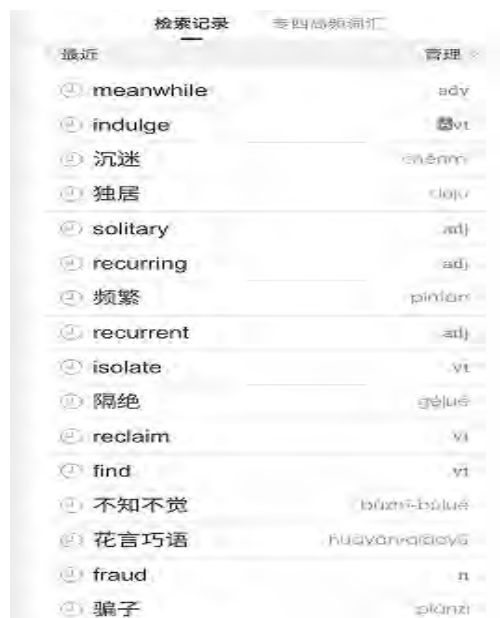 检索记录 专四高频词汇
最近 管理
meanwhile adv
indulge vt
沉迷 chénmí
独居 dújū
solitary adj
recurring adj
频繁 pínfán
recurrent adj
isolate vt
隔绝 géjué
reclaim vt
find vt
不知不觉 bùzhī-bùjué
花言巧语 huāyán-qiǎoyǔ
fraud n
骗子 piànzi